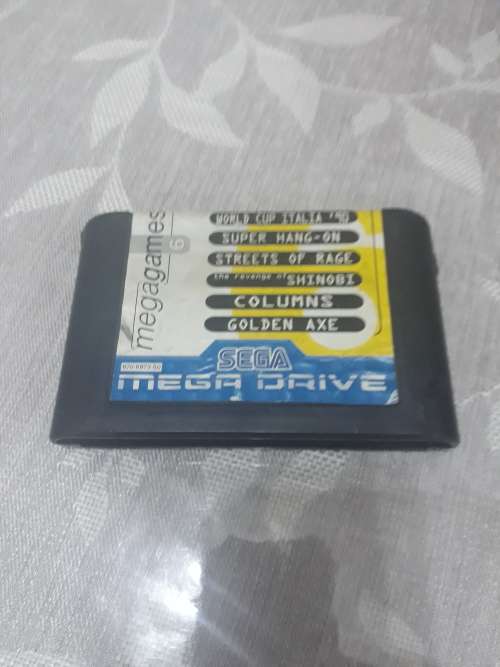 megagames
6
WORLD CUP ITALIA '90
SUPER HANG-ON
STREETS OF RAGE
the revenge of SHINOBI
COLUMNS
GOLDEN AXE
SEGA
MEGA DRIVE